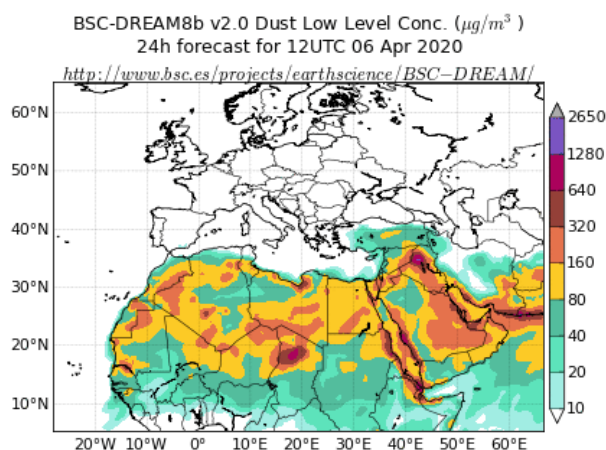 BSC-DREAM8b v2.0 Dust Low Level Conc. (μg/m³ )
24h forecast for 12UTC 06 Apr 2020
http://www.bsc.es/projects/earthscience/BSC−DREAM/
60°N
50°N
40°N
30°N
20°N
10°N
20°W 10°W 0° 10°E 20°E 30°E 40°E 50°E 60°E
2650
1280
640
320
160
80
40
20
10